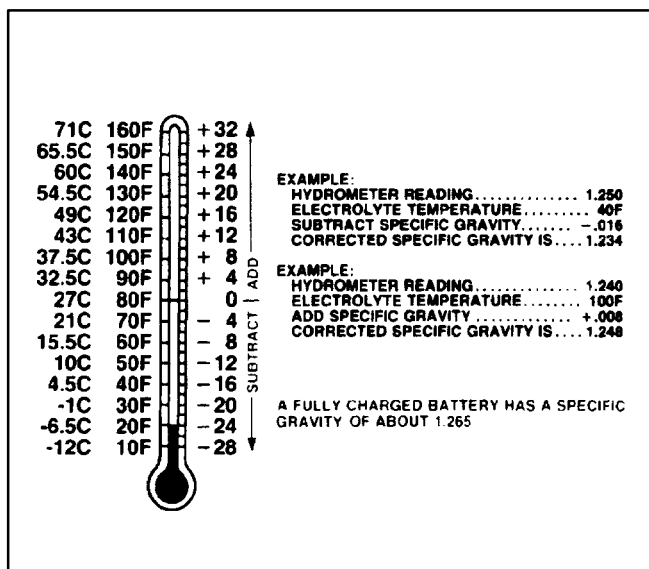 71C 160F +32
65.5C 150F +28
60C 140F +24
54.5C 130F +20
49C 120F +16
43C 110F +12
37.5C 100F + 8
32.5C 90F + 4
27C 80F 0
21C 70F – 4
15.5C 60F – 8
10C 50F –12
4.5C 40F –16
-1C 30F –20
-6.5C 20F –24
-12C 10F –28
SUBTRACT ADD
EXAMPLE:
HYDROMETER READING.............. 1.250
ELECTROLYTE TEMPERATURE......... 40F
SUBTRACT SPECIFIC GRAVITY....... –.016
CORRECTED SPECIFIC GRAVITY IS.... 1.234
EXAMPLE:
HYDROMETER READING.............. 1.240
ELECTROLYTE TEMPERATURE........ 100F
ADD SPECIFIC GRAVITY............. +.008
CORRECTED SPECIFIC GRAVITY IS.... 1.248
A FULLY CHARGED BATTERY HAS A SPECIFIC
GRAVITY OF ABOUT 1.265